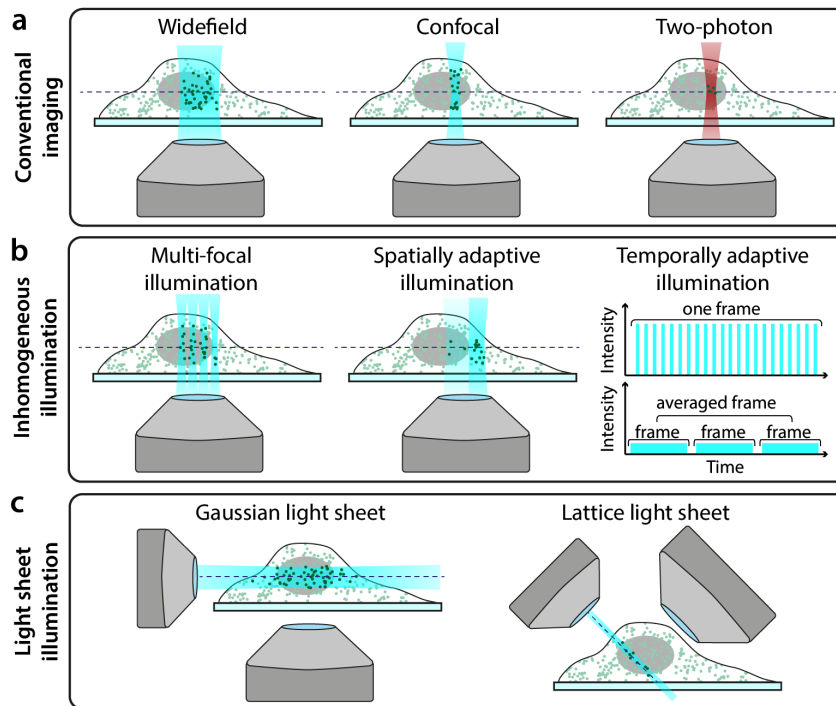 a
Conventional
imaging
Widefield
Confocal
Two-photon
b
Inhomogeneous
illumination
Multi-focal
illumination
Spatially adaptive
illumination
Temporally adaptive
illumination
Intensity
one frame
Intensity
averaged frame
frame
frame
frame
Time
c
Light sheet
illumination
Gaussian light sheet
Lattice light sheet